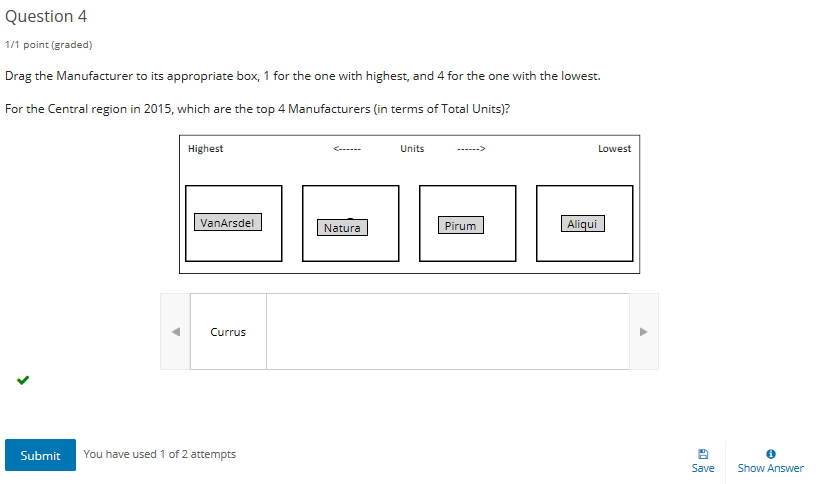 Question 4
1/1 point (graded)
Drag the Manufacturer to its appropriate box, 1 for the one with highest, and 4 for the one with the lowest.
For the Central region in 2015, which are the top 4 Manufacturers (in terms of Total Units)?
Highest <------ Units ------> Lowest
VanArsdel Natura Pirum Aliqui
Currus
Submit You have used 1 of 2 attempts
Save Show Answer